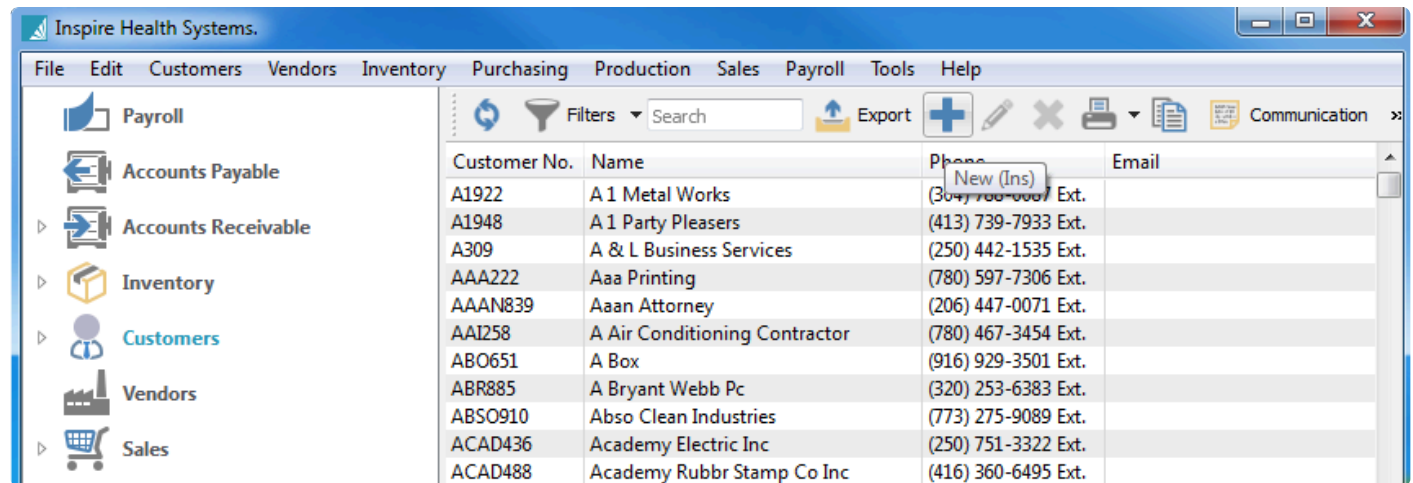 Inspire Health Systems.
File Edit Customers Vendors Inventory Purchasing Production Sales Payroll Tools Help
Payroll
Accounts Payable
Accounts Receivable
Inventory
Customers
Vendors
Sales
Filters Search Export Communication »
New (Ins)
Customer No. Name Phone Email
A1922 A 1 Metal Works (304) Ext.
A1948 A 1 Party Pleasers (413) 739-7933 Ext.
A309 A & L Business Services (250) 442-1535 Ext.
AAA222 Aaa Printing (780) 597-7306 Ext.
AAAN839 Aaan Attorney (206) 447-0071 Ext.
AAI258 A Air Conditioning Contractor (780) 467-3454 Ext.
ABO651 A Box (916) 929-3501 Ext.
ABR885 A Bryant Webb Pc (320) 253-6383 Ext.
ABSO910 Abso Clean Industries (773) 275-9089 Ext.
ACAD436 Academy Electric Inc (250) 751-3322 Ext.
ACAD488 Academy Rubbr Stamp Co Inc (416) 360-6495 Ext.